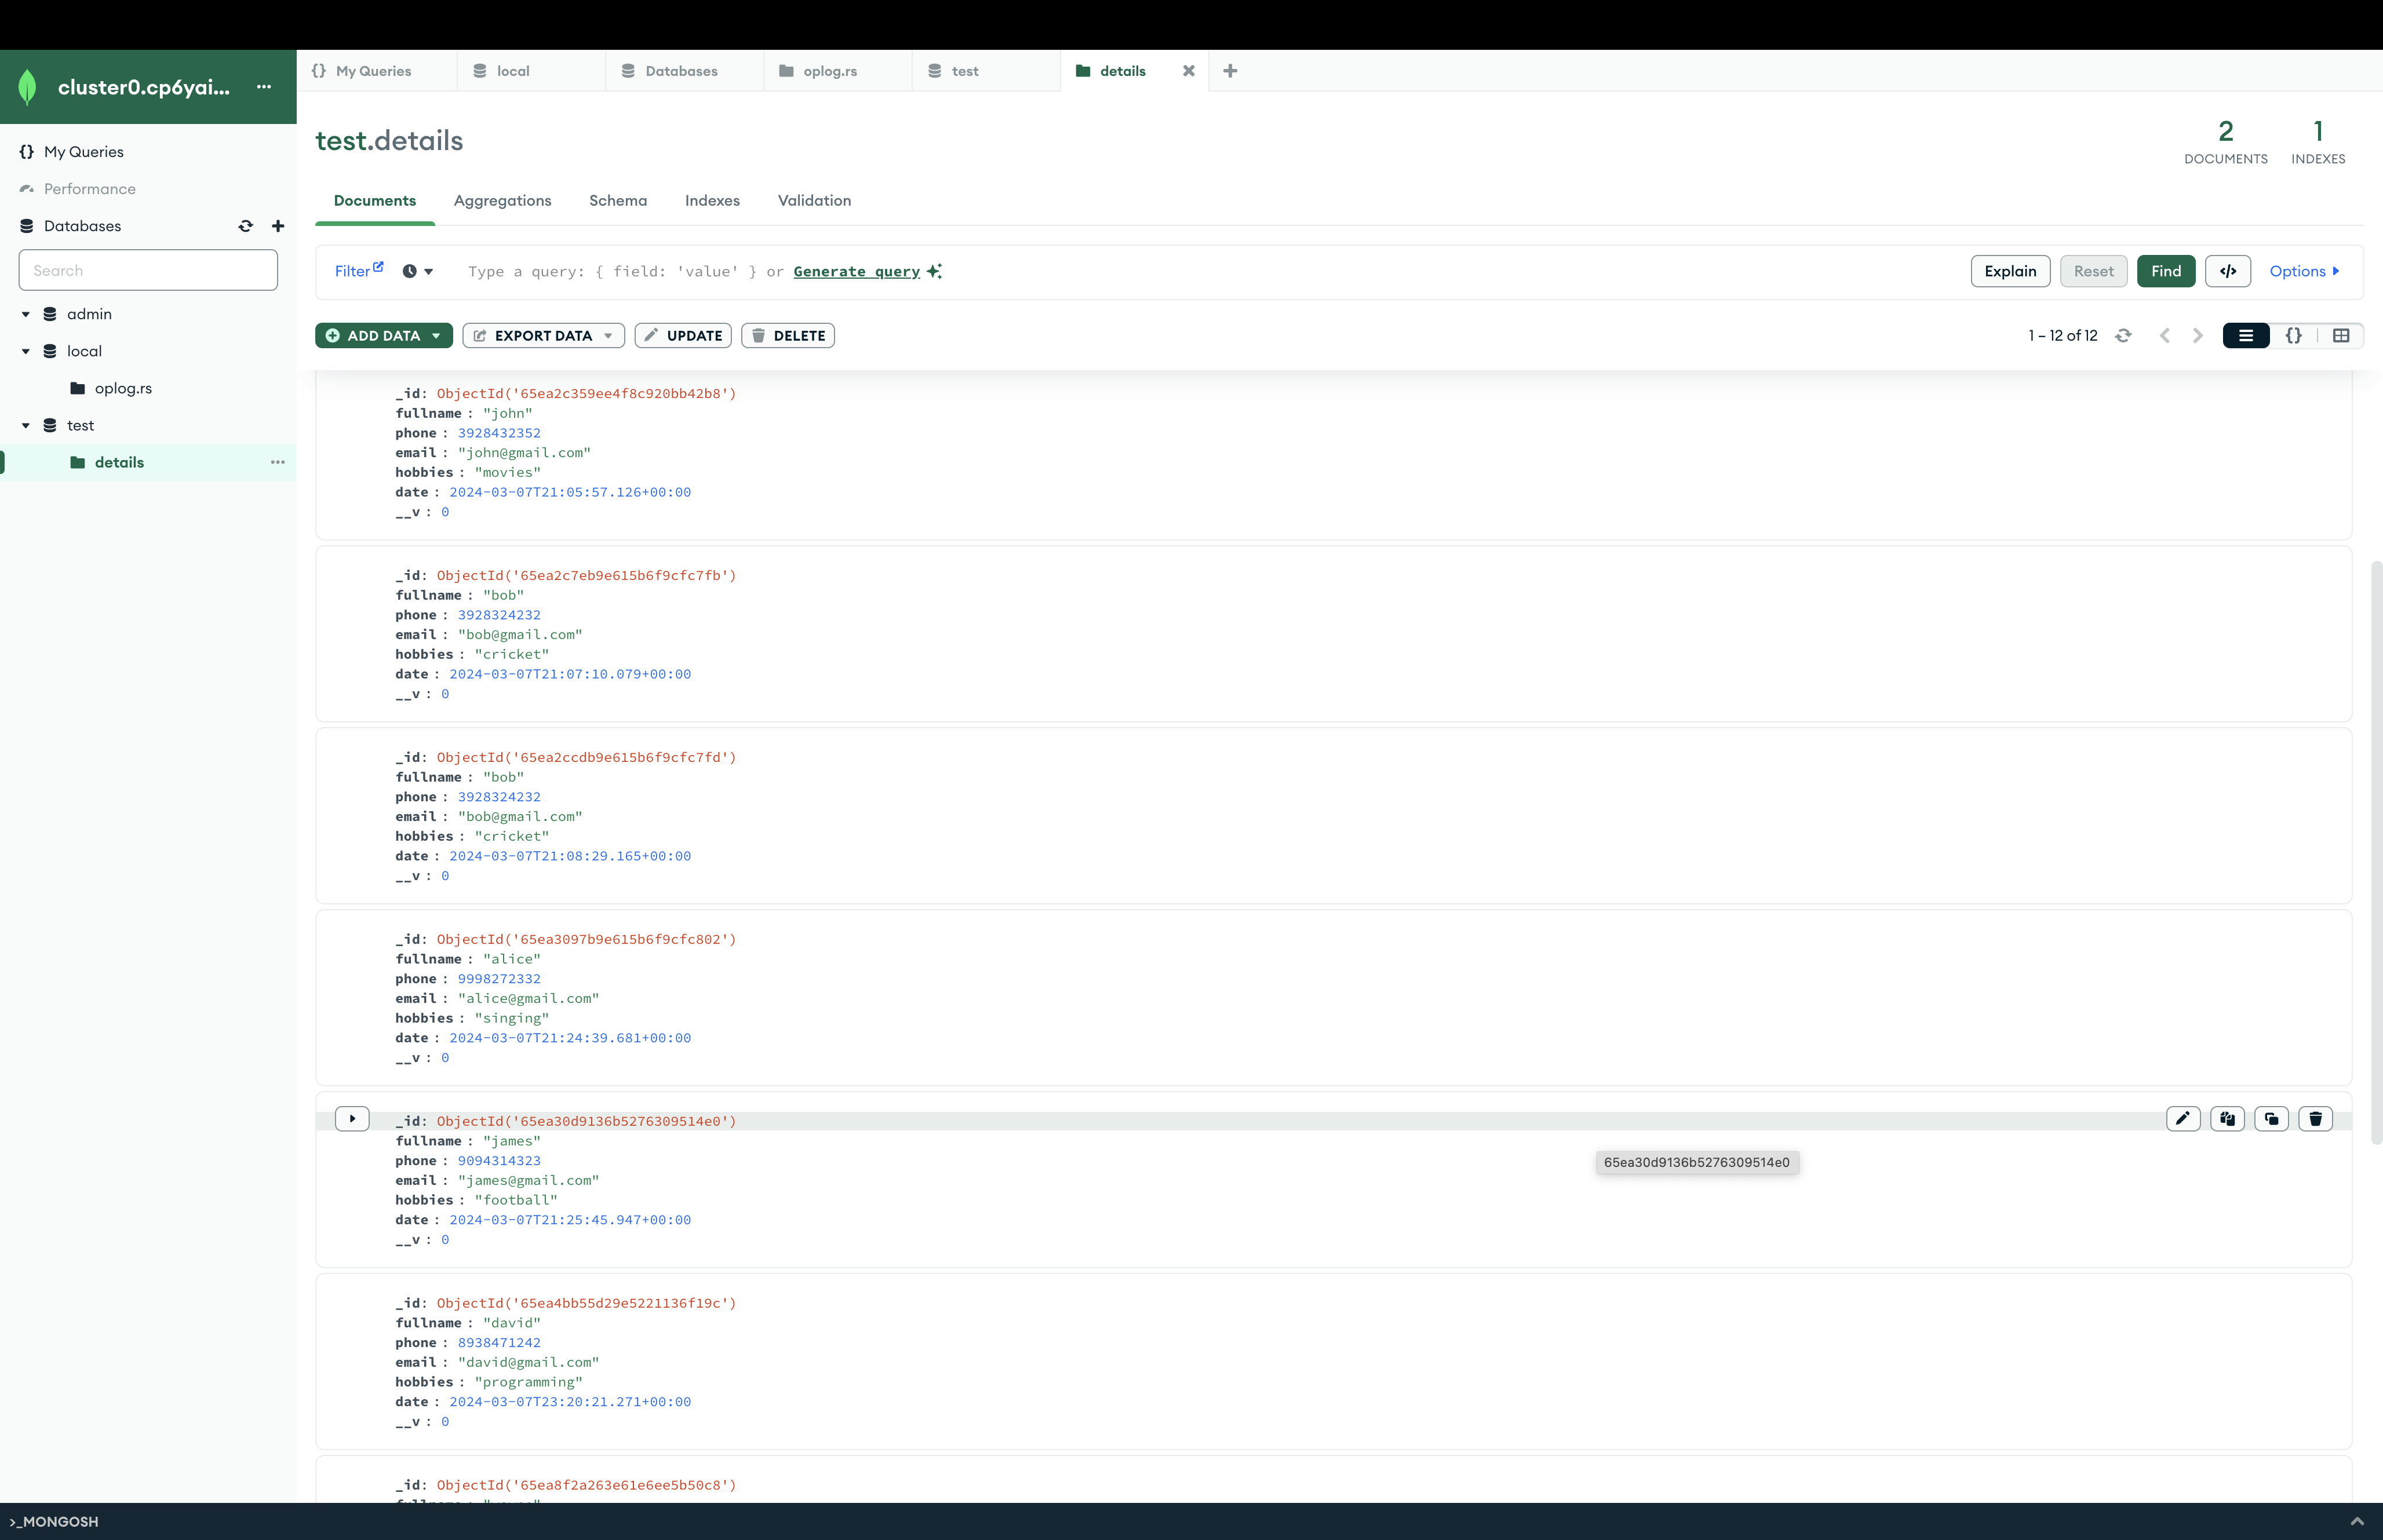 cluster0.cp6yai...
My Queries
Performance
Databases
Search
admin
local
oplog.rs
test
details
My Queries
local
Databases
oplog.rs
test
details
test.details
2
DOCUMENTS
1
INDEXES
Documents
Aggregations
Schema
Indexes
Validation
Filter
Type a query: { field: 'value' } or Generate query
Explain
Reset
Find
</>
Options
ADD DATA
EXPORT DATA
UPDATE
DELETE
1 – 12 of 12
{}
_id: ObjectId('65ea2c359ee4f8c920bb42b8')
fullname : "john"
phone : 3928432352
email : "john@gmail.com"
hobbies : "movies"
date : 2024-03-07T21:05:57.126+00:00
__v : 0
_id: ObjectId('65ea2c7eb9e615b6f9cfc7fb')
fullname : "bob"
phone : 3928324232
email : "bob@gmail.com"
hobbies : "cricket"
date : 2024-03-07T21:07:10.079+00:00
__v : 0
_id: ObjectId('65ea2ccdb9e615b6f9cfc7fd')
fullname : "bob"
phone : 3928324232
email : "bob@gmail.com"
hobbies : "cricket"
date : 2024-03-07T21:08:29.165+00:00
__v : 0
_id: ObjectId('65ea3097b9e615b6f9cfc802')
fullname : "alice"
phone : 9998272332
email : "alice@gmail.com"
hobbies : "singing"
date : 2024-03-07T21:24:39.681+00:00
__v : 0
_id: ObjectId('65ea30d9136b5276309514e0')
fullname : "james"
phone : 9094314323
email : "james@gmail.com"
hobbies : "football"
date : 2024-03-07T21:25:45.947+00:00
__v : 0
65ea30d9136b5276309514e0
_id: ObjectId('65ea4bb55d29e5221136f19c')
fullname : "david"
phone : 8938471242
email : "david@gmail.com"
hobbies : "programming"
date : 2024-03-07T23:20:21.271+00:00
__v : 0
_id: ObjectId('65ea8f2a263e61e6ee5b50c8')
>_MONGOSH